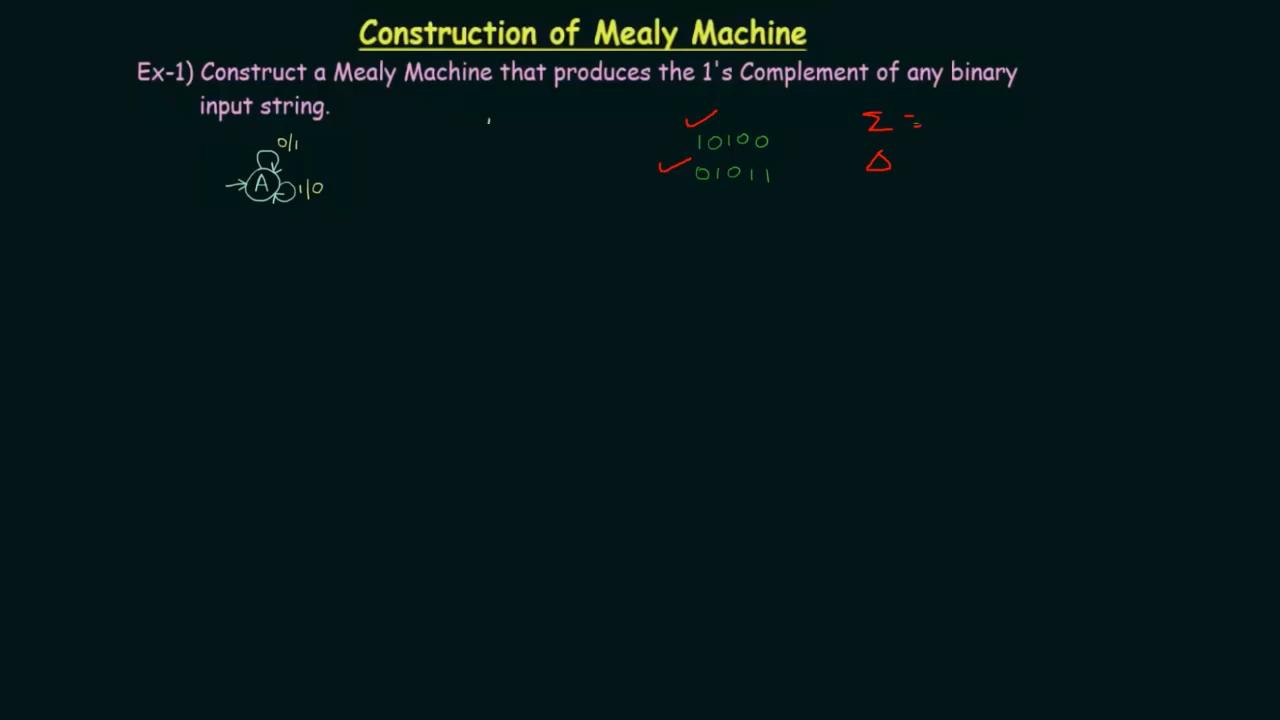 Construction of Mealy Machine
Ex-1) Construct a Mealy Machine that produces the 1's Complement of any binary
input string.
Σ =
0/1
10100
A
1/0
01011
Δ